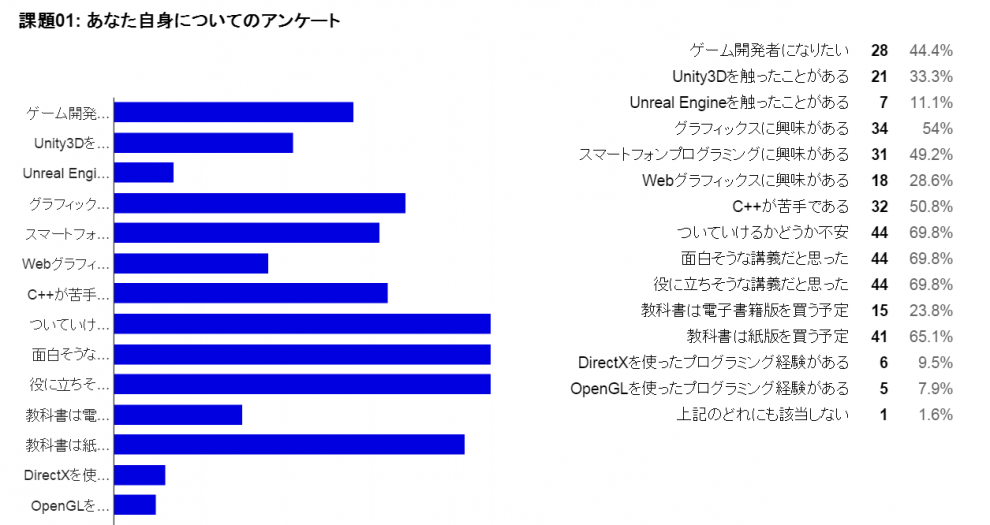 課題01: あなた自身についてのアンケート
ゲーム開発...
Unity3Dを...
Unreal Engi...
グラフィック...
スマートフォ...
Webグラフィ...
C++が苦手...
ついていけ...
面白そうな...
役に立ちそ...
教科書は電...
教科書は紙...
DirectXを使...
OpenGLを...
ゲーム開発者になりたい 28 44.4%
Unity3Dを触ったことがある 21 33.3%
Unreal Engineを触ったことがある 7 11.1%
グラフィックスに興味がある 34 54%
スマートフォンプログラミングに興味がある 31 49.2%
Webグラフィックスに興味がある 18 28.6%
C++が苦手である 32 50.8%
ついていけるかどうか不安 44 69.8%
面白そうな講義だと思った 44 69.8%
役に立ちそうな講義だと思った 44 69.8%
教科書は電子書籍版を買う予定 15 23.8%
教科書は紙版を買う予定 41 65.1%
DirectXを使ったプログラミング経験がある 6 9.5%
OpenGLを使ったプログラミング経験がある 5 7.9%
上記のどれにも該当しない 1 1.6%